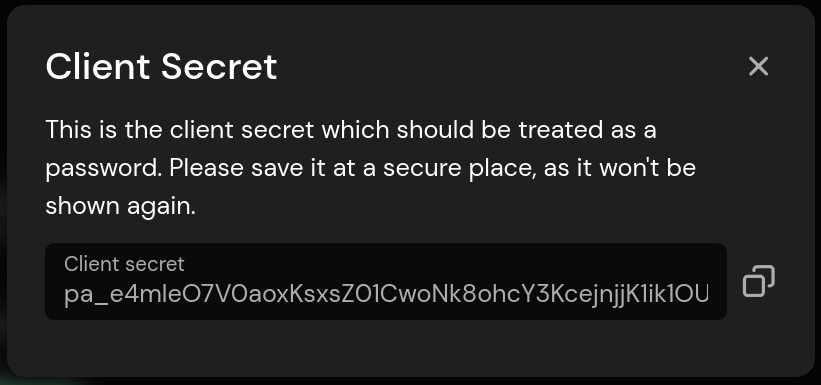 Client Secret
This is the client secret which should be treated as a
password. Please save it at a secure place, as it won't be
shown again.
Client secret
pa_e4mleO7V0aoxKsxsZ01CwoNk8ohcY3KcejnjjK1ik1OU